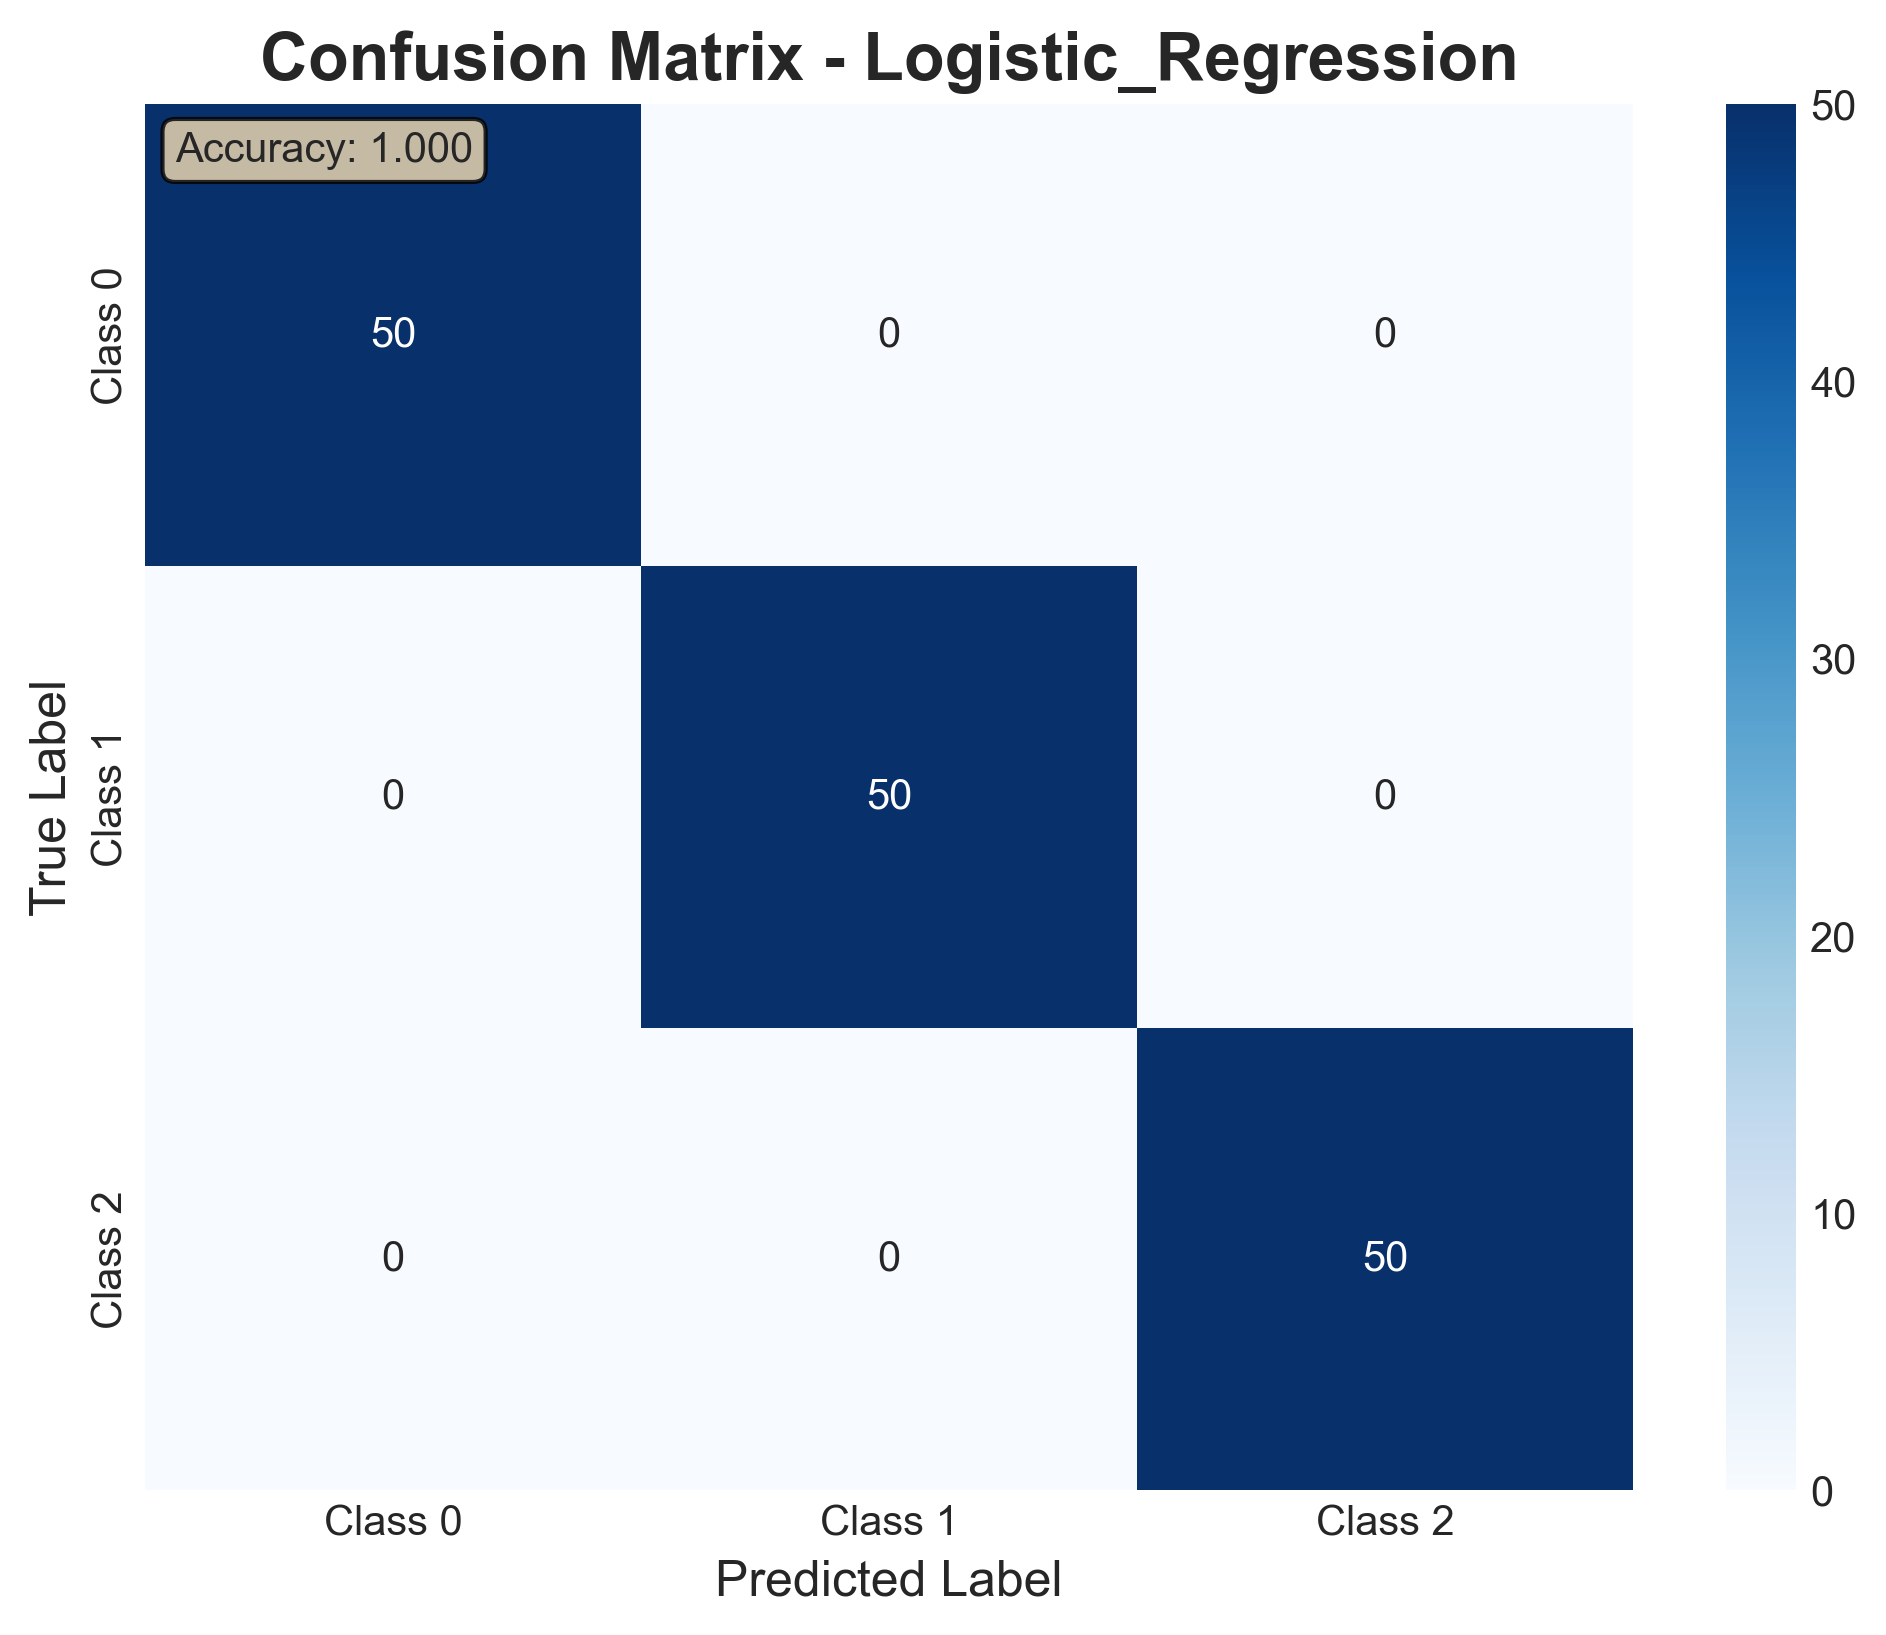 Confusion Matrix - Logistic_Regression
Accuracy: 1.000
True Label
Class 0
50 0 0
Class 1
0 50 0
Class 2
0 0 50
Class 0 Class 1 Class 2
Predicted Label
50
40
30
20
10
0